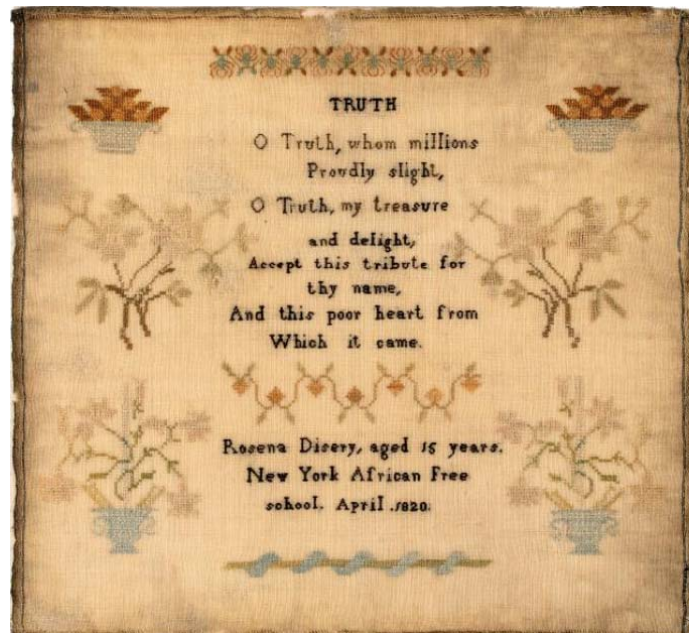 TRUTH
O Truth, whom millions
Proudly slight,
O Truth, my treasure
and delight,
Accept this tribute for
thy name,
And this poor heart from
Which it came.
Rosena Disery, aged 15 years.
New York African Free
school. April .1820.